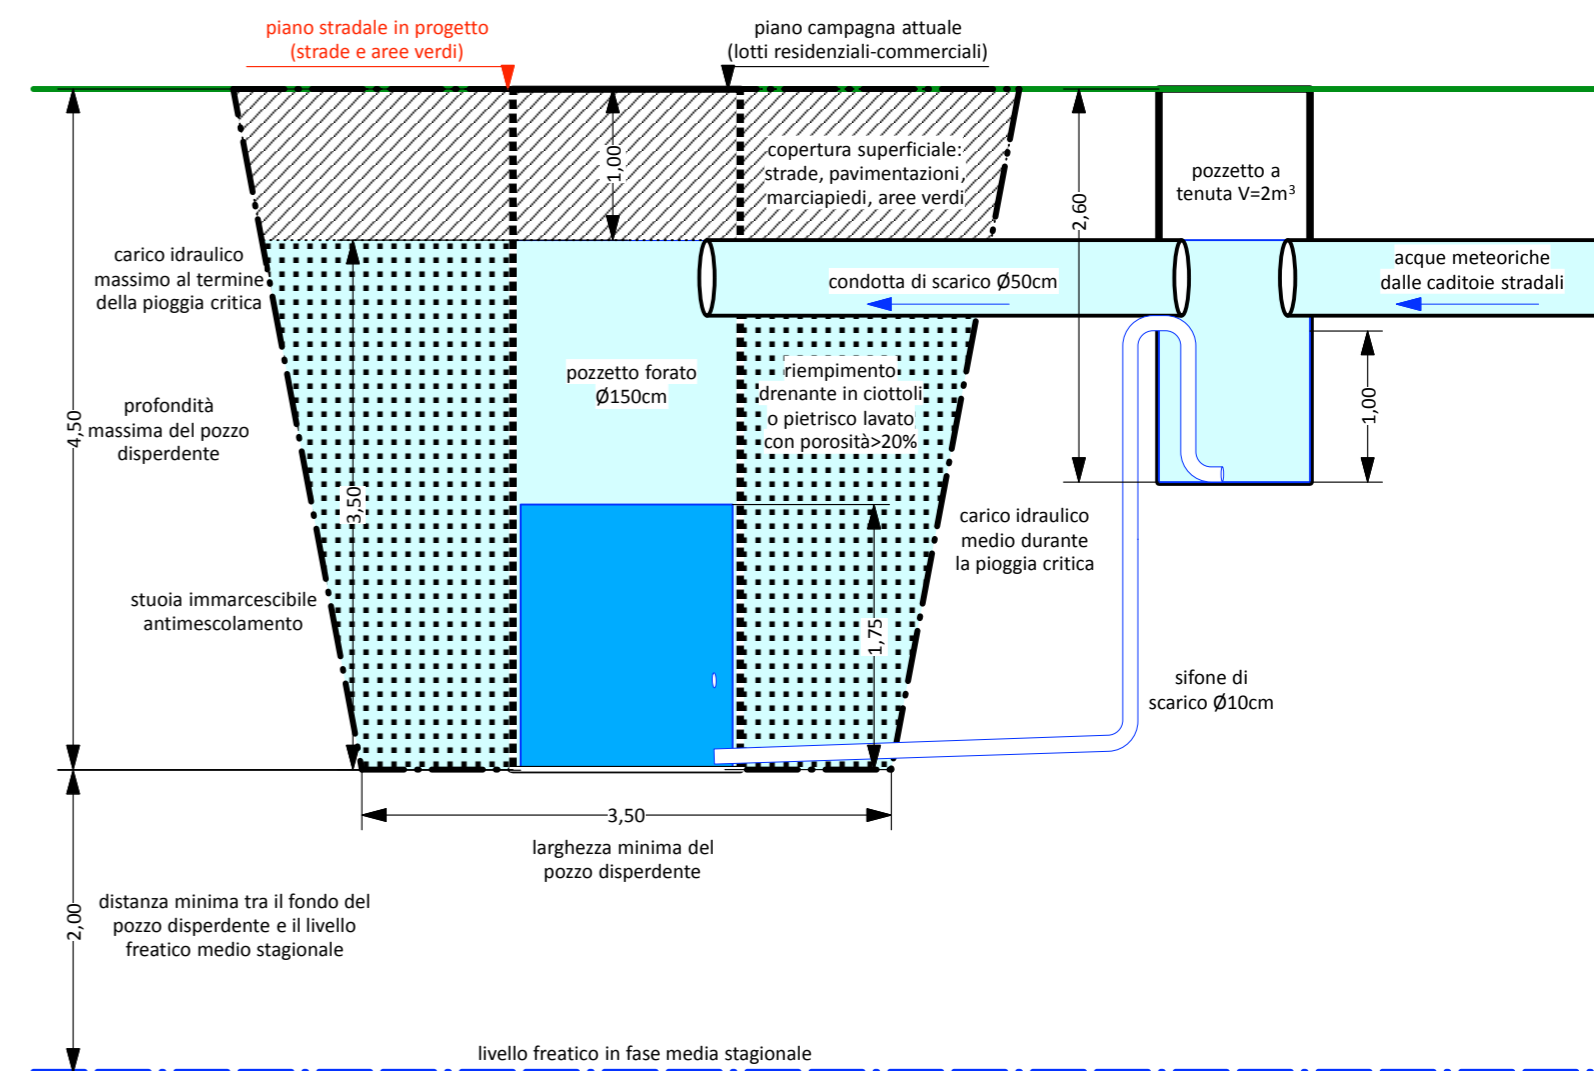 piano stradale in progetto
(strade e aree verdi)
piano campagna attuale
(lotti residenziali-commerciali)
1,00
copertura superficiale:
strade, pavimentazioni,
marciapiedi, aree verdi
2,60
pozzetto a
tenuta V=2m³
carico idraulico
massimo al termine
della pioggia critica
condotta di scarico Ø50cm
acque meteoriche
dalle caditoie stradali
4,50
profondità
massima del pozzo
disperdente
pozzetto forato
Ø150cm
riempimento
drenante in ciottoli
o pietrisco lavato
con porosità>20%
1,00
3,50
carico idraulico
medio durante
la pioggia critica
stuoia immarcescibile
antimescolamento
1,75
sifone di
scarico Ø10cm
3,50
larghezza minima del
pozzo disperdente
2,00
distanza minima tra il fondo del
pozzo disperdente e il livello
freatico medio stagionale
livello freatico in fase media stagionale